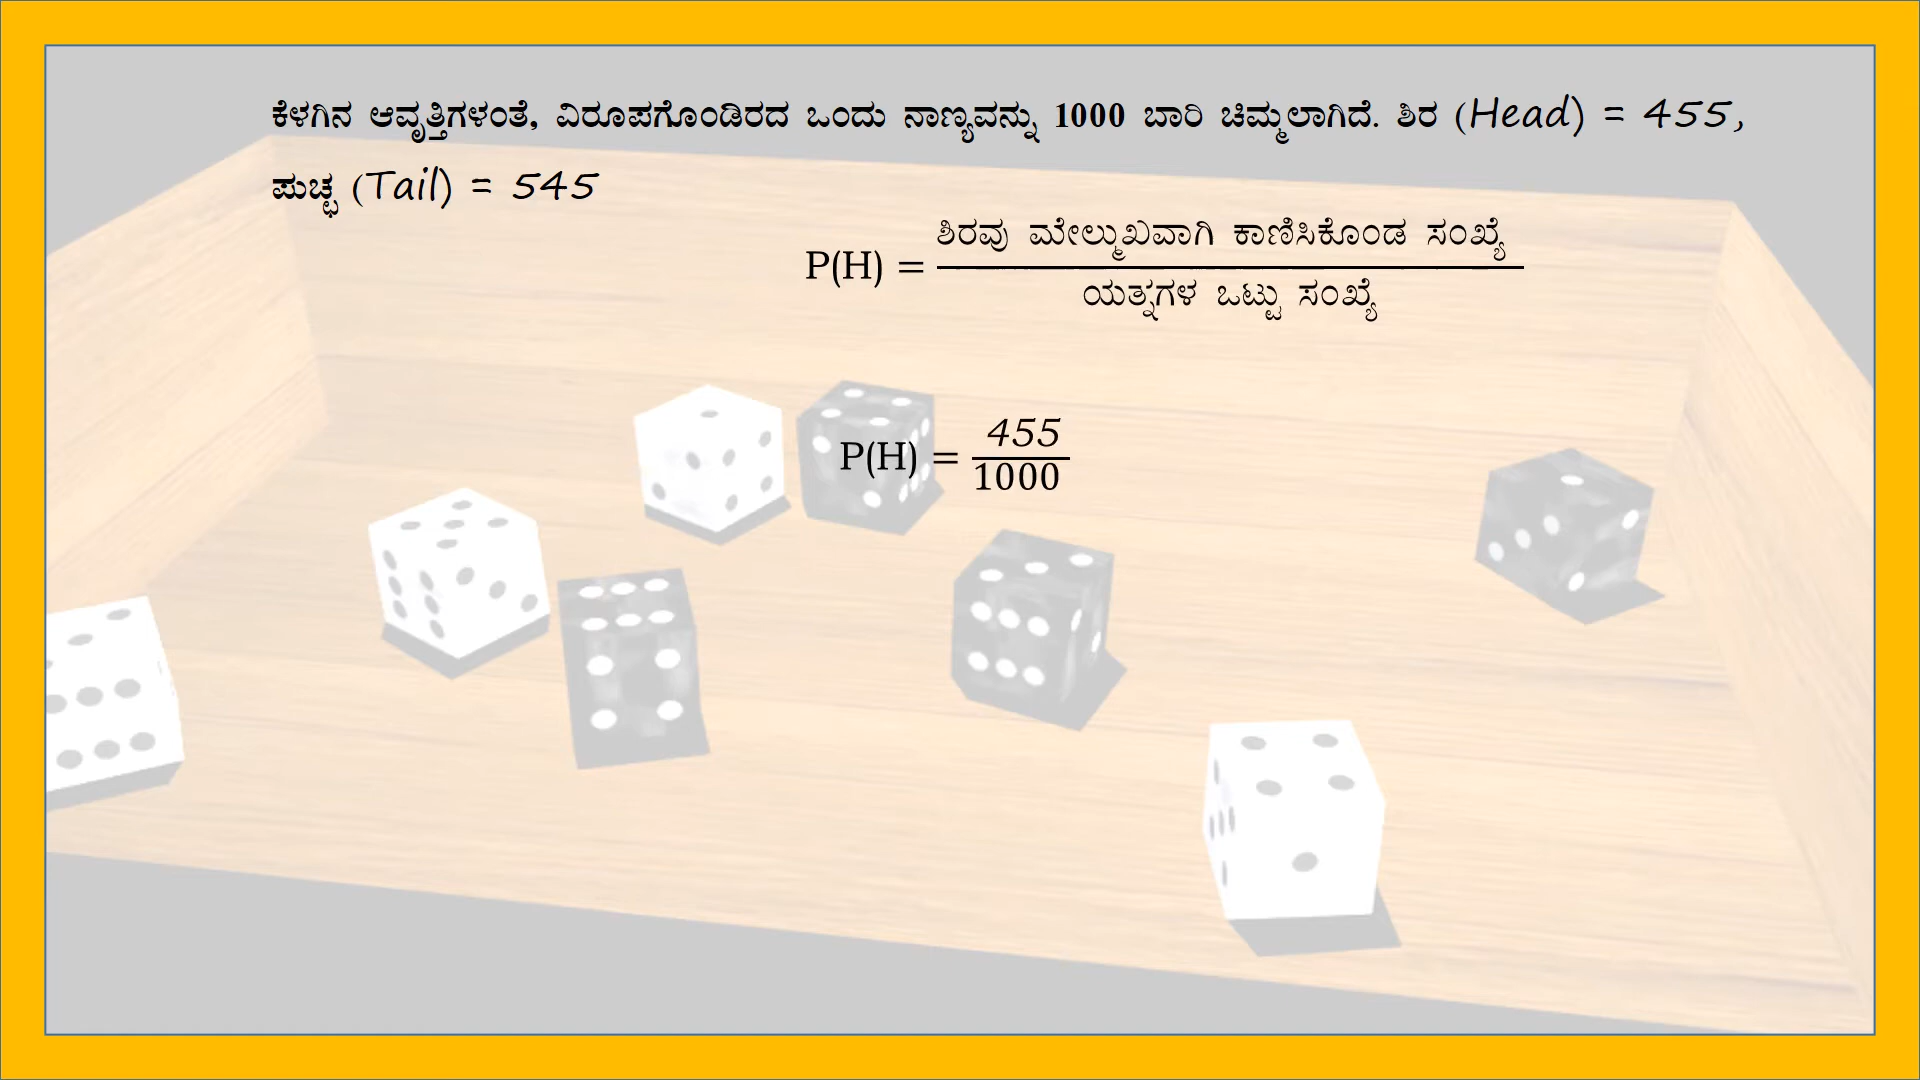 ಕೆಳಗಿನ ಆವೃತ್ತಿಗಳಂತೆ, ವಿರೂಪಗೊಂಡಿರದ ಒಂದು ನಾಣ್ಯವನ್ನು 1000 ಬಾರಿ ಚಿಮ್ಮಲಾಗಿದೆ. ಶಿರ (Head) = 455,
ಪುಚ್ಛ (Tail) = 545
ಶಿರವು ಮೇಲ್ಮುಖವಾಗಿ ಕಾಣಿಸಿಕೊಂಡ ಸಂಖ್ಯೆ
P(H) =
ಯತ್ನಗಳ ಒಟ್ಟು ಸಂಖ್ಯೆ
455
P(H) =
1000